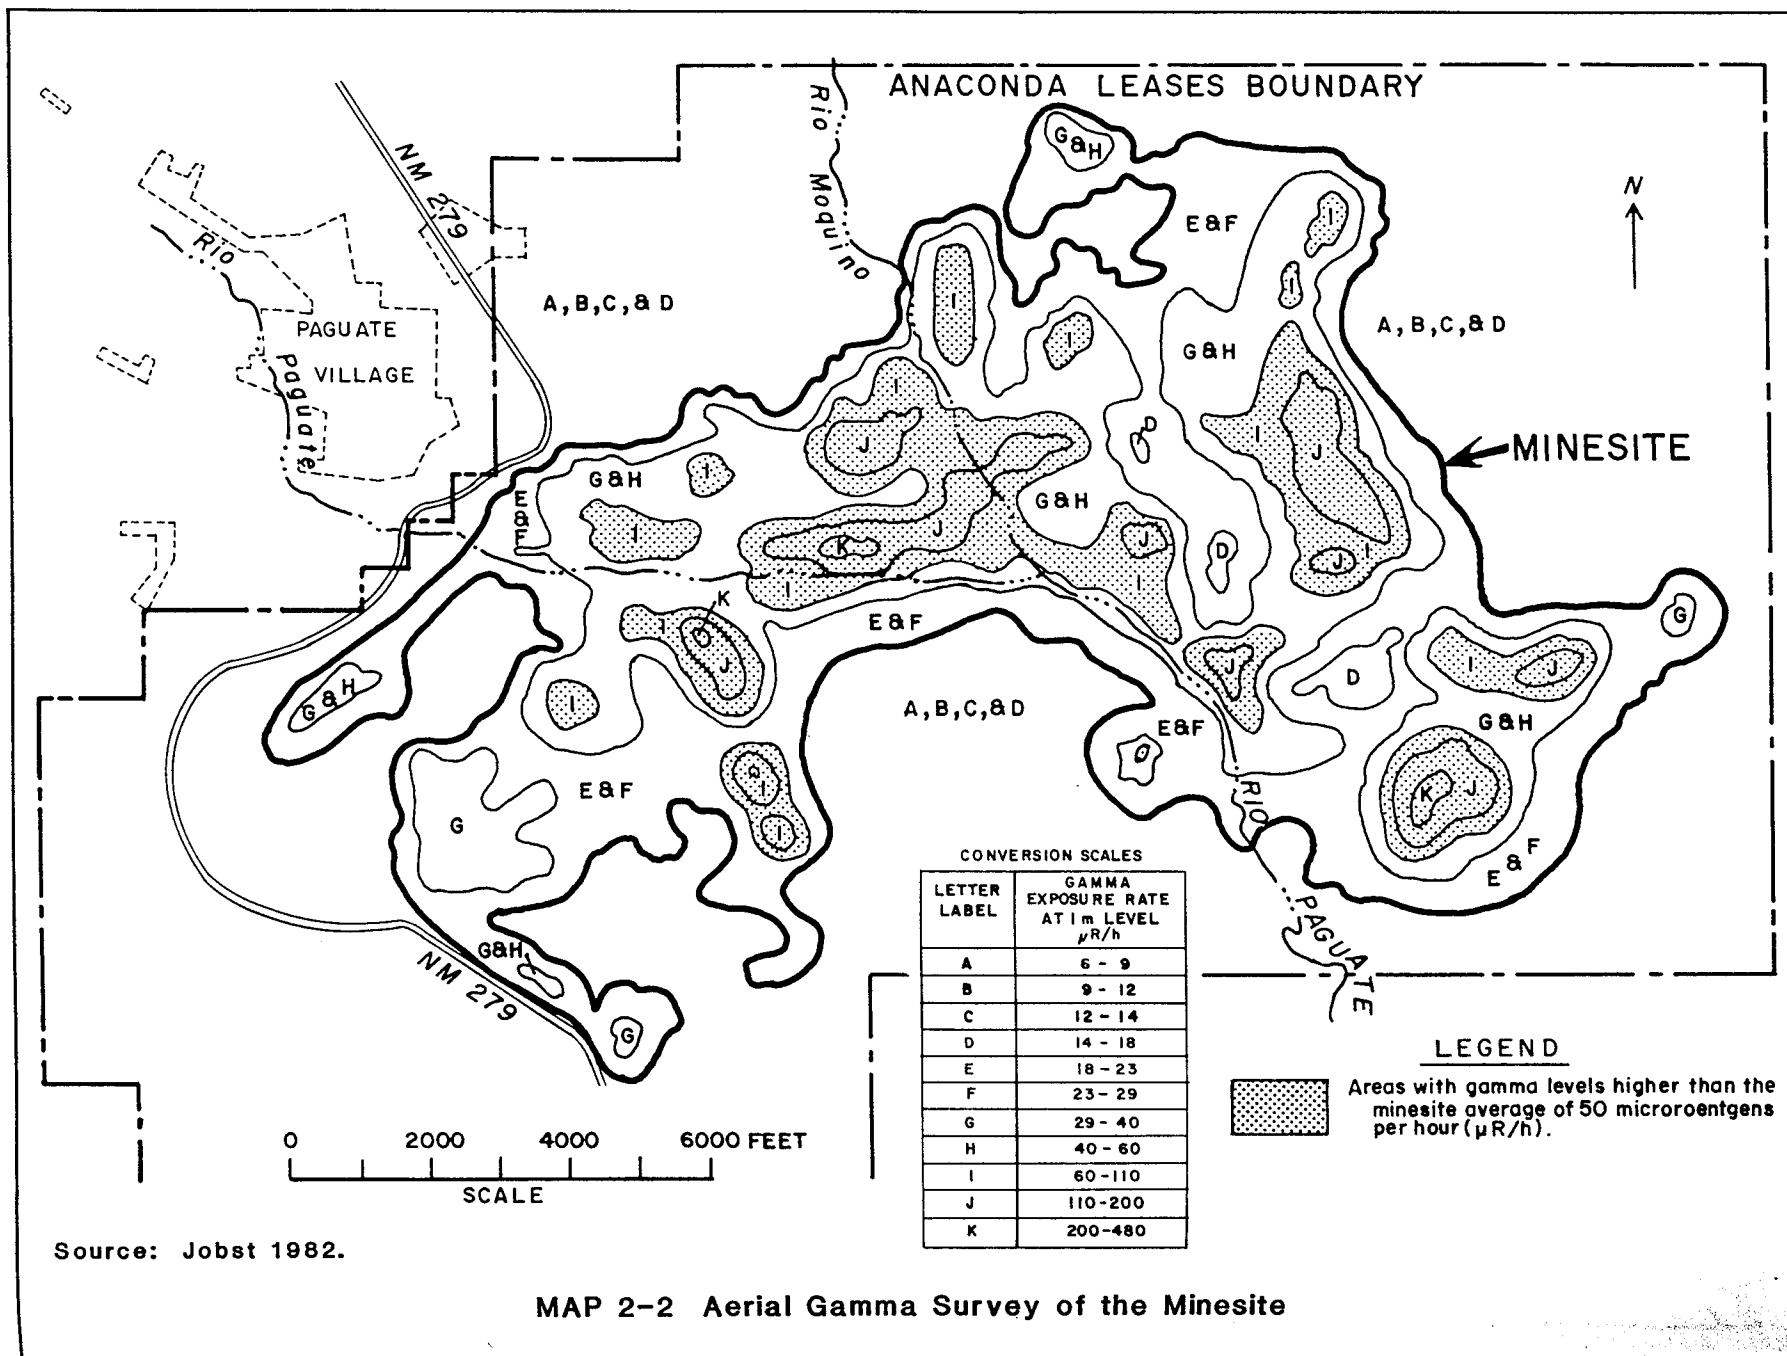 ANACONDA LEASES BOUNDARY
Rio Moquino
NM 279
Rio Paguate
PAGUATE
VILLAGE
N
MINESITE
A, B, C, & D
A, B, C, & D
A, B, C, & D
G & H
E & F
I
I
G & H
I
I
I
J
I
J
I
J
D
G & H
I
E & F
I
J
K
I
G & H
J
I
D
K
I
J
E & F
J
D
I
J
G
G & H
I
E & F
G & H
K
J
E & F
E & F
G
I
I
G & H
G
NM 279
RIO
PAGUATE
CONVERSION SCALES
LETTER LABEL GAMMA EXPOSURE RATE AT 1 m LEVEL μR/h
A 6 - 9
B 9 - 12
C 12 - 14
D 14 - 18
E 18 - 23
F 23 - 29
G 29 - 40
H 40 - 60
I 60 - 110
J 110 - 200
K 200 - 480
LEGEND
Areas with gamma levels higher than the
minesite average of 50 microroentgens
per hour (μR/h).
0 2000 4000 6000 FEET
SCALE
Source: Jobst 1982.
MAP 2-2 Aerial Gamma Survey of the Minesite